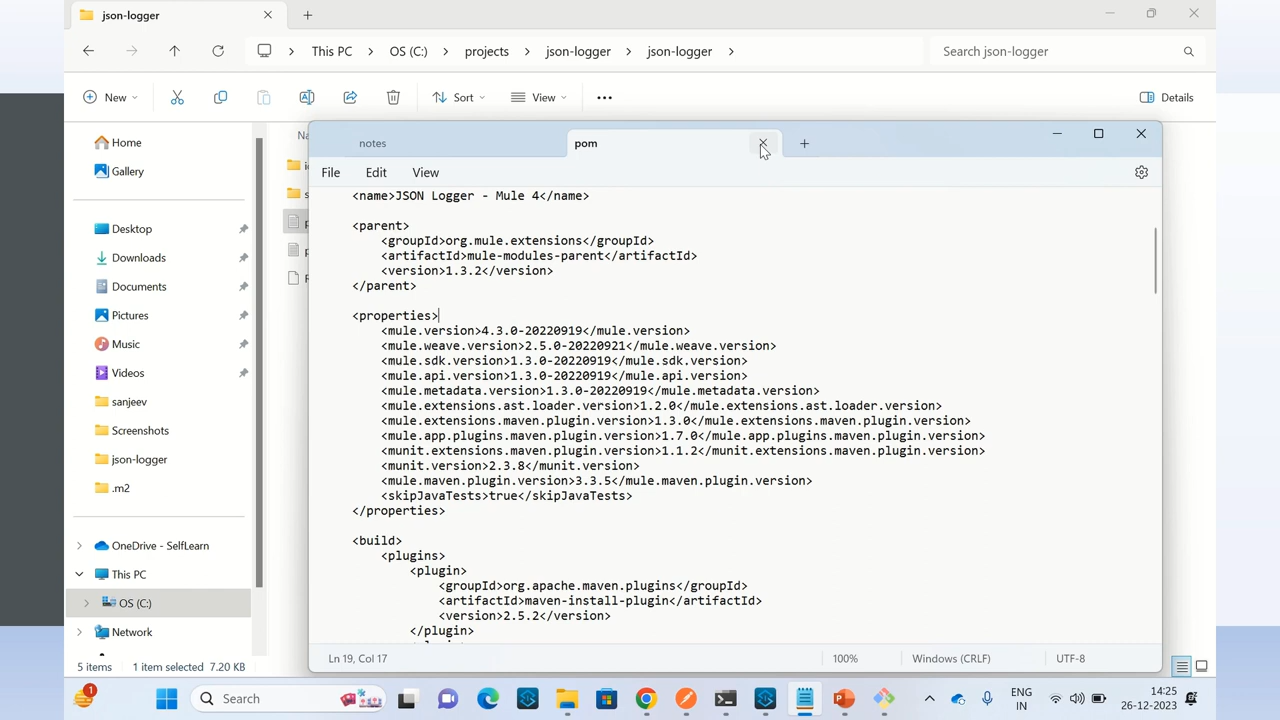 json-logger
This PC
OS (C:)
projects
json-logger
json-logger
Search json-logger
New
Sort
View
Details
Home
Gallery
Desktop
Downloads
Documents
Pictures
Music
Videos
sanjeev
Screenshots
json-logger
.m2
OneDrive - SelfLearn
This PC
OS (C:)
Network
5 items
1 item selected 7.20 KB
notes
pom
File
Edit
View
<name>JSON Logger - Mule 4</name>
<parent>
<groupId>org.mule.extensions</groupId>
<artifactId>mule-modules-parent</artifactId>
<version>1.3.2</version>
</parent>
<properties>
<mule.version>4.3.0-20220919</mule.version>
<mule.weave.version>2.5.0-20220921</mule.weave.version>
<mule.sdk.version>1.3.0-20220919</mule.sdk.version>
<mule.api.version>1.3.0-20220919</mule.api.version>
<mule.metadata.version>1.3.0-20220919</mule.metadata.version>
<mule.extensions.ast.loader.version>1.2.0</mule.extensions.ast.loader.version>
<mule.extensions.maven.plugin.version>1.3.0</mule.extensions.maven.plugin.version>
<mule.app.plugins.maven.plugin.version>1.7.0</mule.app.plugins.maven.plugin.version>
<munit.extensions.maven.plugin.version>1.1.2</munit.extensions.maven.plugin.version>
<munit.version>2.3.8</munit.version>
<mule.maven.plugin.version>3.3.5</mule.maven.plugin.version>
<skipJavaTests>true</skipJavaTests>
</properties>
<build>
<plugins>
<plugin>
<groupId>org.apache.maven.plugins</groupId>
<artifactId>maven-install-plugin</artifactId>
<version>2.5.2</version>
</plugin>
Ln 19, Col 17
100%
Windows (CRLF)
UTF-8
1
Search
ENG
IN
14:25
26-12-2023